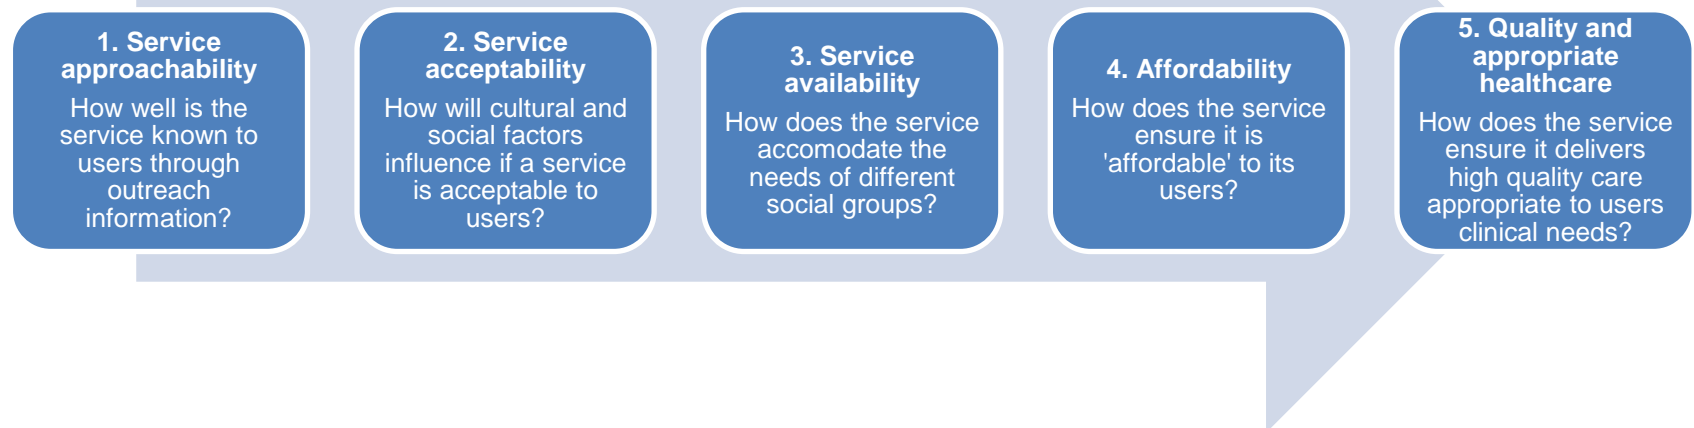 1. Service
approachability
How well is the
service known to
users through
outreach
information?
2. Service
acceptability
How will cultural and
social factors
influence if a service
is acceptable to
users?
3. Service
availability
How does the service
accomodate the
needs of different
social groups?
4. Affordability
How does the service
ensure it is
'affordable' to its
users?
5. Quality and
appropriate
healthcare
How does the service
ensure it delivers
high quality care
appropriate to users
clinical needs?